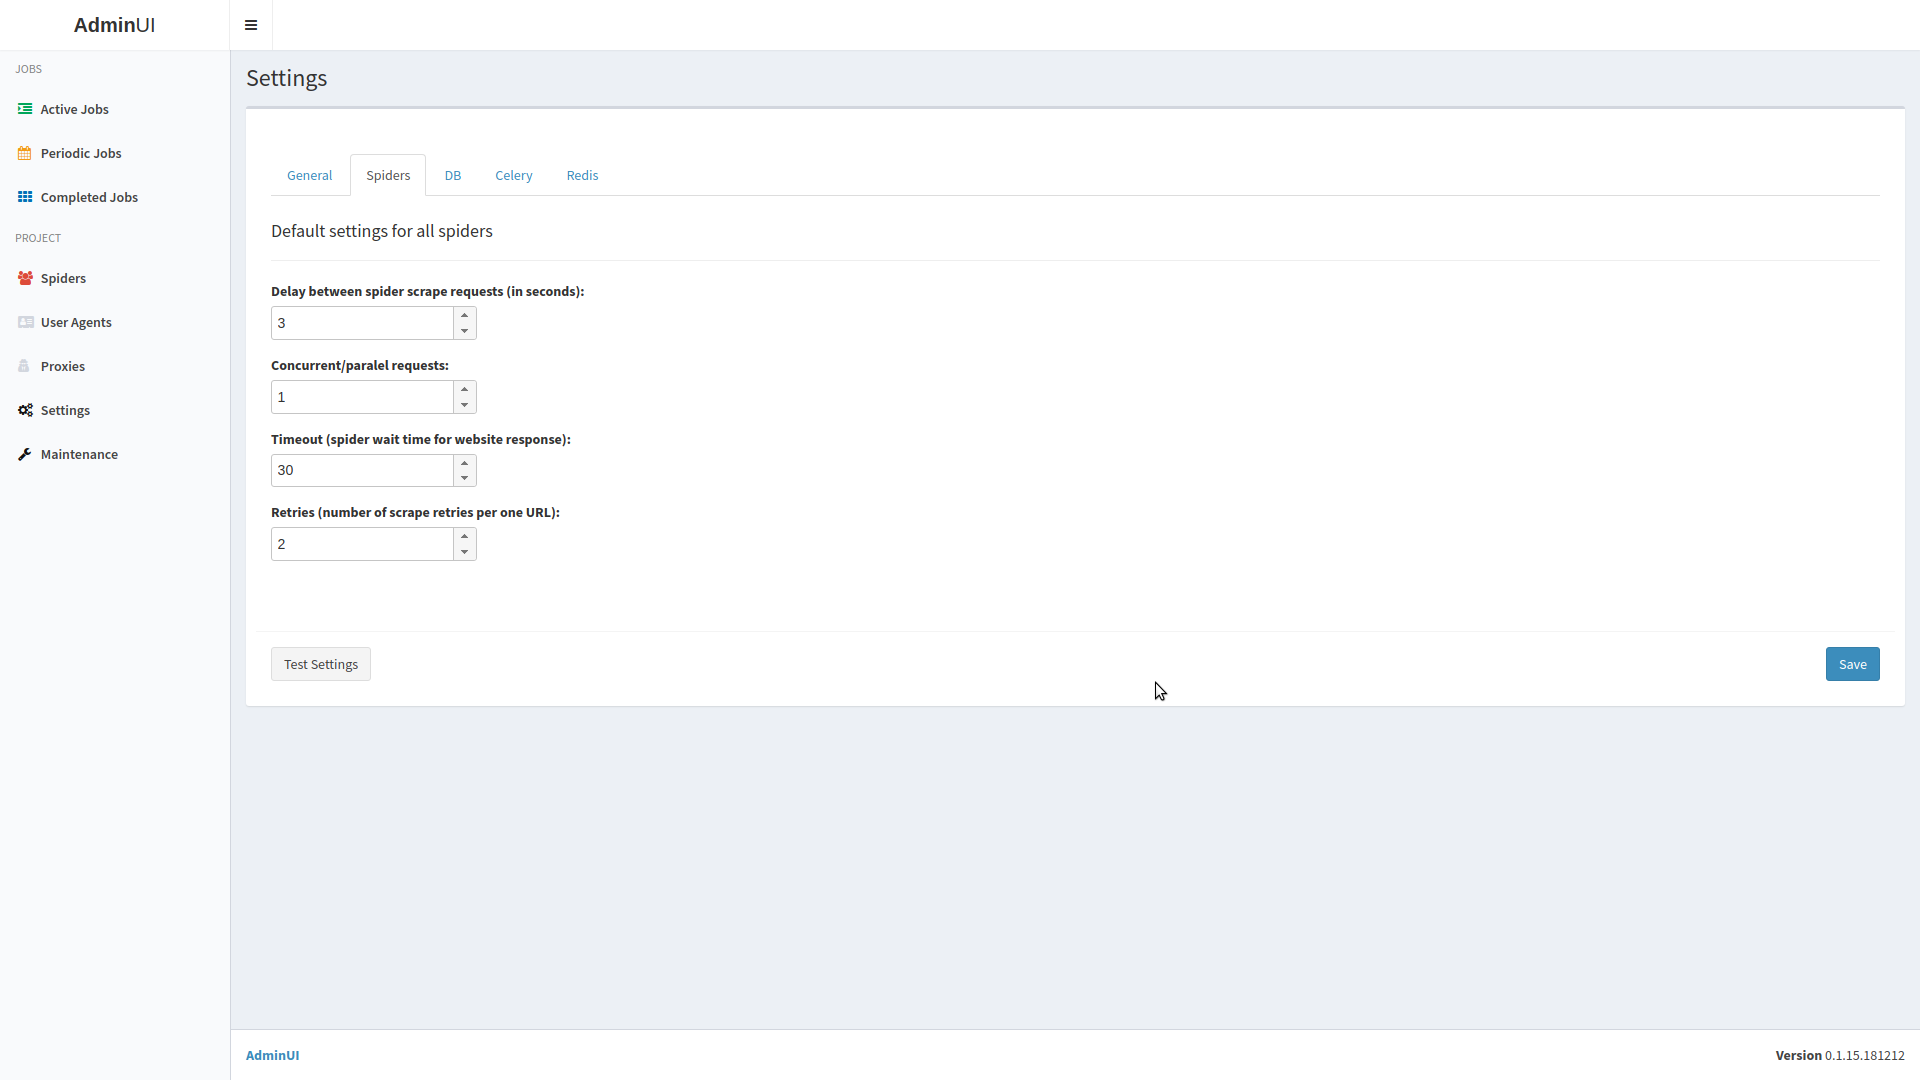 AdminUI
JOBS
Active Jobs
Periodic Jobs
Completed Jobs
PROJECT
Spiders
User Agents
Proxies
Settings
Maintenance
Settings
General Spiders DB Celery Redis
Default settings for all spiders
Delay between spider scrape requests (in seconds):
3
Concurrent/paralel requests:
1
Timeout (spider wait time for website response):
30
Retries (number of scrape retries per one URL):
2
Test Settings Save
AdminUI Version 0.1.15.181212